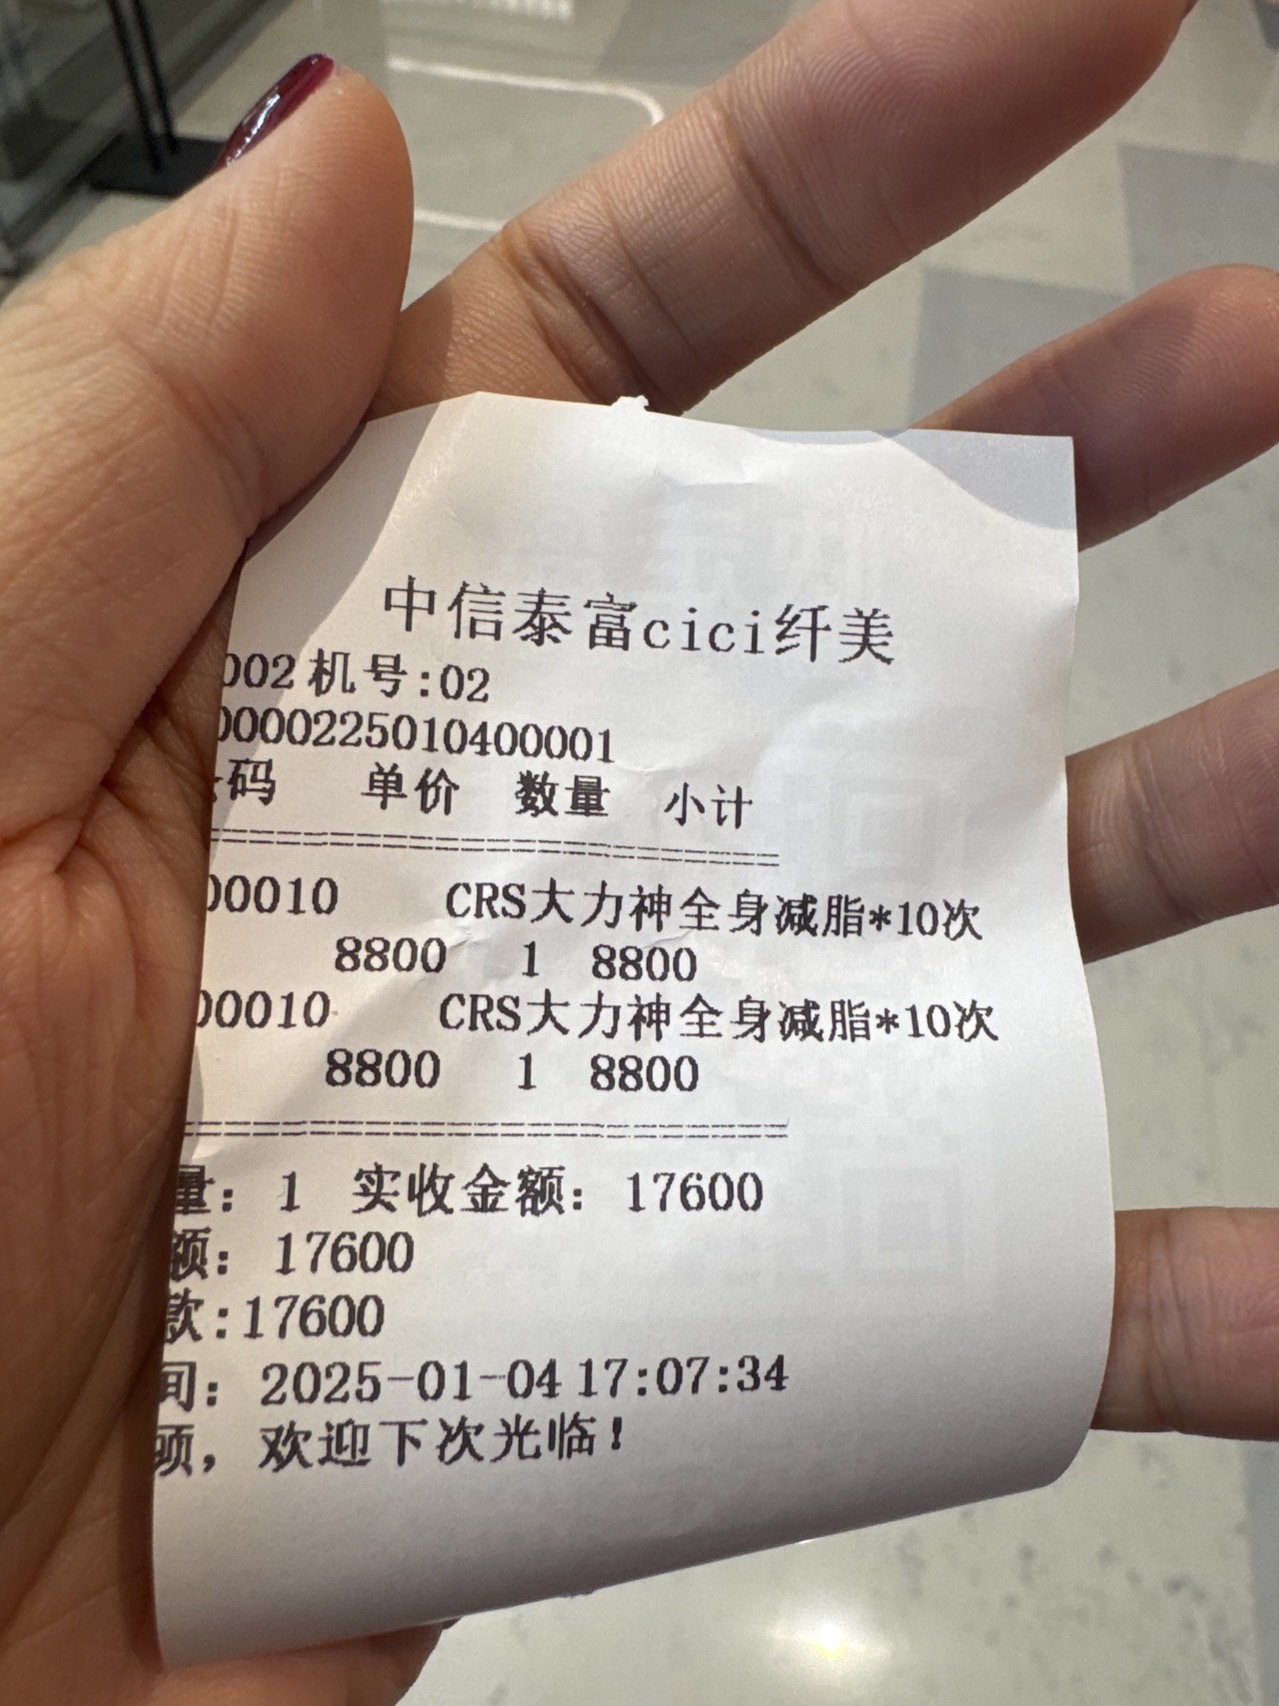 中信泰富cici纤美
002 机号:02
0000225010400001
码 单价 数量 小计
00010 CRS大力神全身减脂*10次
8800 1 8800
00010 CRS大力神全身减脂*10次
8800 1 8800
量: 1 实收金额: 17600
额: 17600
款:17600
间: 2025-01-04 17:07:34
顾, 欢迎下次光临!